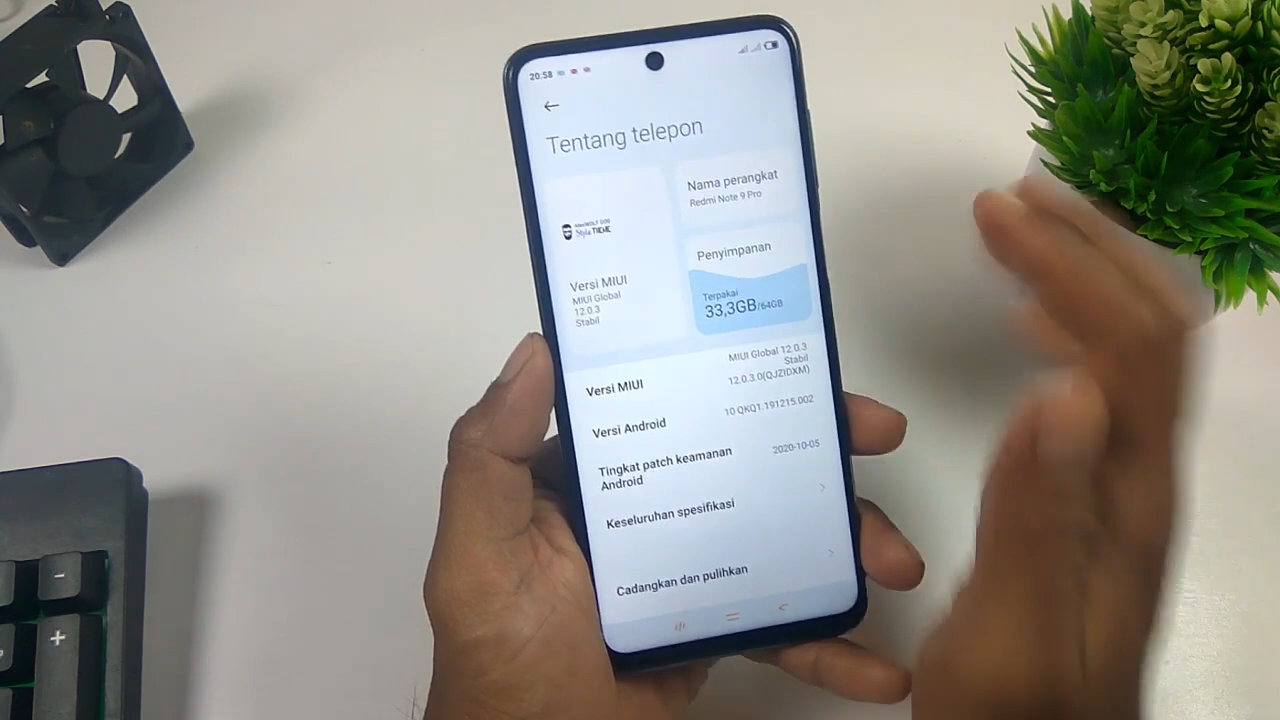 20:58
Tentang telepon
Nama perangkat
Redmi Note 9 Pro
Style THEME
Penyimpanan
Versi MIUI
MIUI Global
12.0.3
Stabil
Terpakai
33,3GB/64GB
Versi MIUI
MIUI Global 12.0.3
Stabil
12.0.3.0(QJZIDXM)
Versi Android
10 QKQ1.191215.002
Tingkat patch keamanan
Android
2020-10-05
Keseluruhan spesifikasi
Cadangkan dan pulihkan
-
+